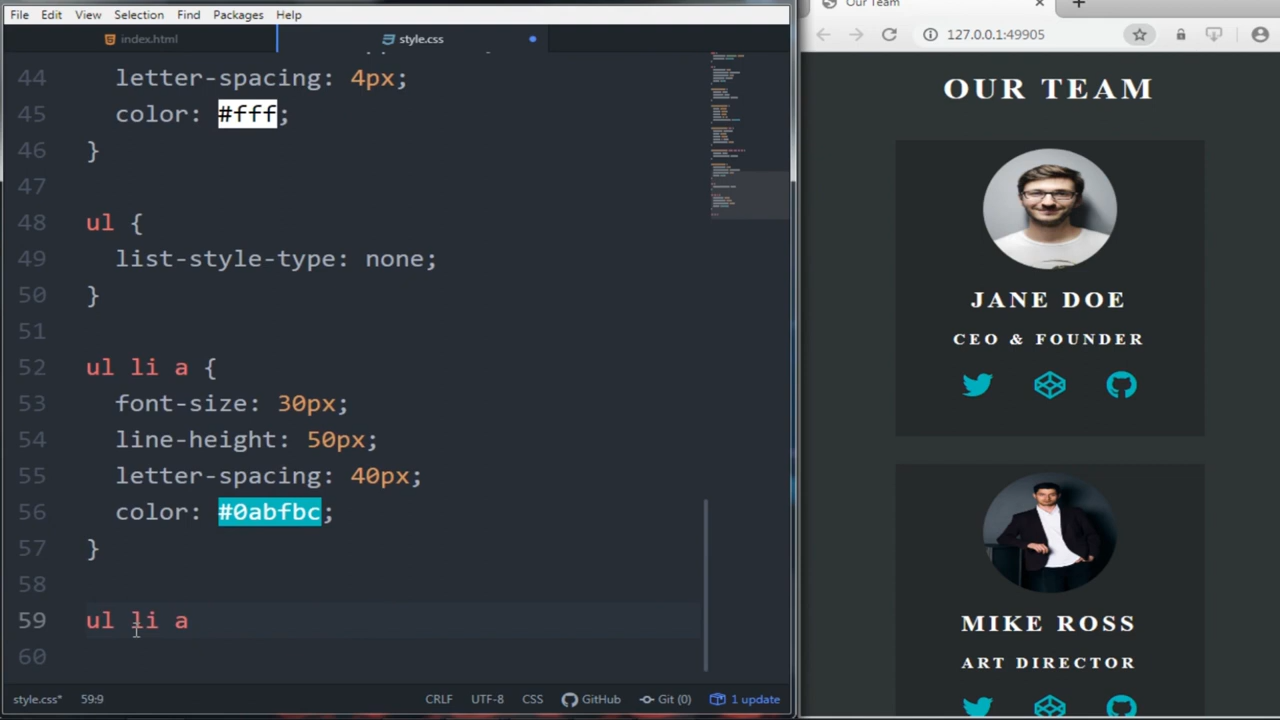 File Edit View Selection Find Packages Help
index.html
style.css
44 letter-spacing: 4px;
45 color: #fff;
46 }
47
48 ul {
49 list-style-type: none;
50 }
51
52 ul li a {
53 font-size: 30px;
54 line-height: 50px;
55 letter-spacing: 40px;
56 color: #0abfbc;
57 }
58
59 ul li a
60
style.css* 59:9 CRLF UTF-8 CSS GitHub Git (0) 1 update
Our Team
127.0.0.1:49905
OUR TEAM
JANE DOE
CEO & FOUNDER
MIKE ROSS
ART DIRECTOR